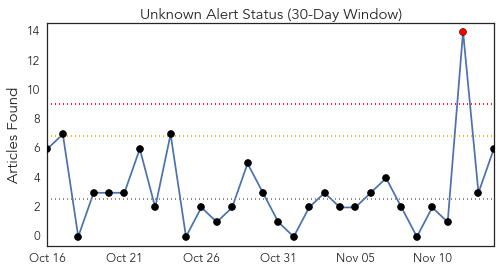 Unknown Alert Status (30-Day Window)
Articles Found
14
12
10
8
6
4
2
0
Oct 16 Oct 21 Oct 26 Oct 31 Nov 05 Nov 10